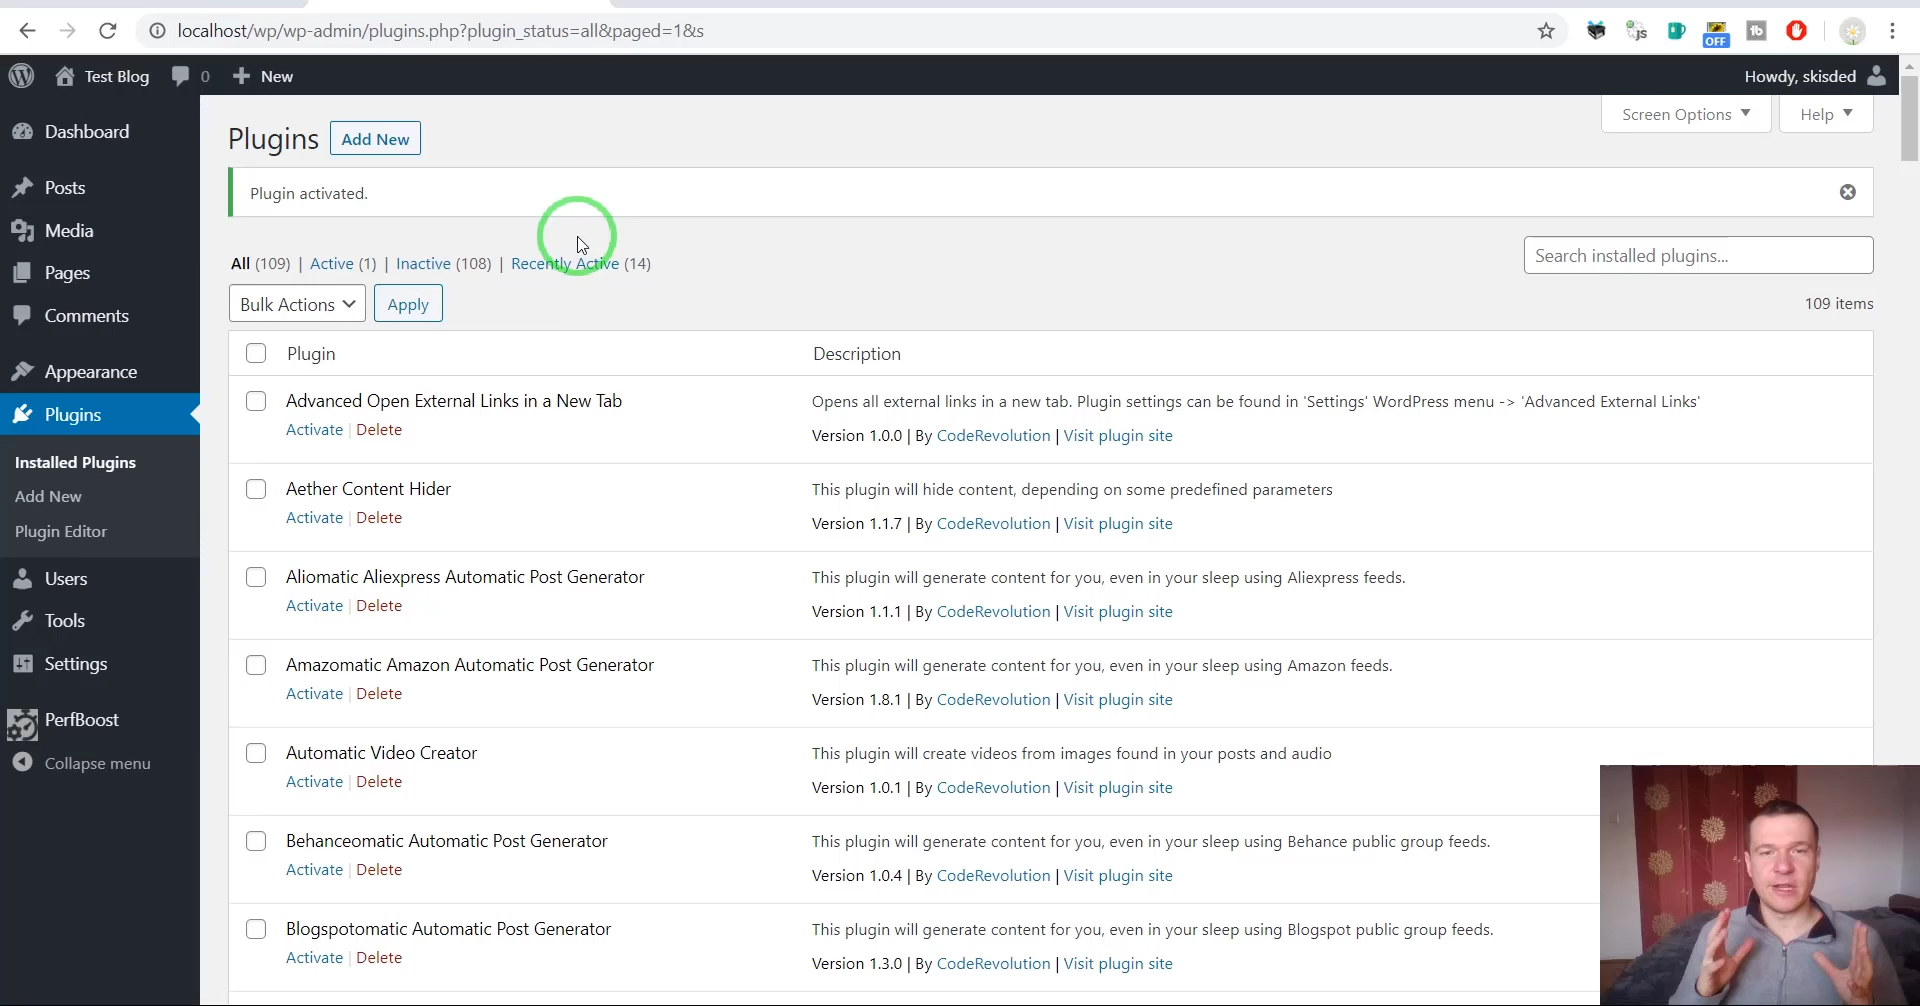 localhost/wp/wp-admin/plugins.php?plugin_status=all&paged=1&s
JS
OFF
tb
Test Blog 0 New Howdy, skisded
Dashboard
Posts
Media
Pages
Comments
Appearance
Plugins
Installed Plugins
Add New
Plugin Editor
Users
Tools
Settings
PerfBoost
Collapse menu
Screen Options Help
Plugins Add New
Plugin activated.
All (109) | Active (1) | Inactive (108) | Recently Active (14)
Search installed plugins...
Bulk Actions Apply 109 items
Plugin Description
Advanced Open External Links in a New Tab Opens all external links in a new tab. Plugin settings can be found in 'Settings' WordPress menu -> 'Advanced External Links'
Activate | Delete Version 1.0.0 | By CodeRevolution | Visit plugin site
Aether Content Hider This plugin will hide content, depending on some predefined parameters
Activate | Delete Version 1.1.7 | By CodeRevolution | Visit plugin site
Aliomatic Aliexpress Automatic Post Generator This plugin will generate content for you, even in your sleep using Aliexpress feeds.
Activate | Delete Version 1.1.1 | By CodeRevolution | Visit plugin site
Amazomatic Amazon Automatic Post Generator This plugin will generate content for you, even in your sleep using Amazon feeds.
Activate | Delete Version 1.8.1 | By CodeRevolution | Visit plugin site
Automatic Video Creator This plugin will create videos from images found in your posts and audio
Activate | Delete Version 1.0.1 | By CodeRevolution | Visit plugin site
Behanceomatic Automatic Post Generator This plugin will generate content for you, even in your sleep using Behance public group feeds.
Activate | Delete Version 1.0.4 | By CodeRevolution | Visit plugin site
Blogspotomatic Automatic Post Generator This plugin will generate content for you, even in your sleep using Blogspot public group feeds.
Activate | Delete Version 1.3.0 | By CodeRevolution | Visit plugin site